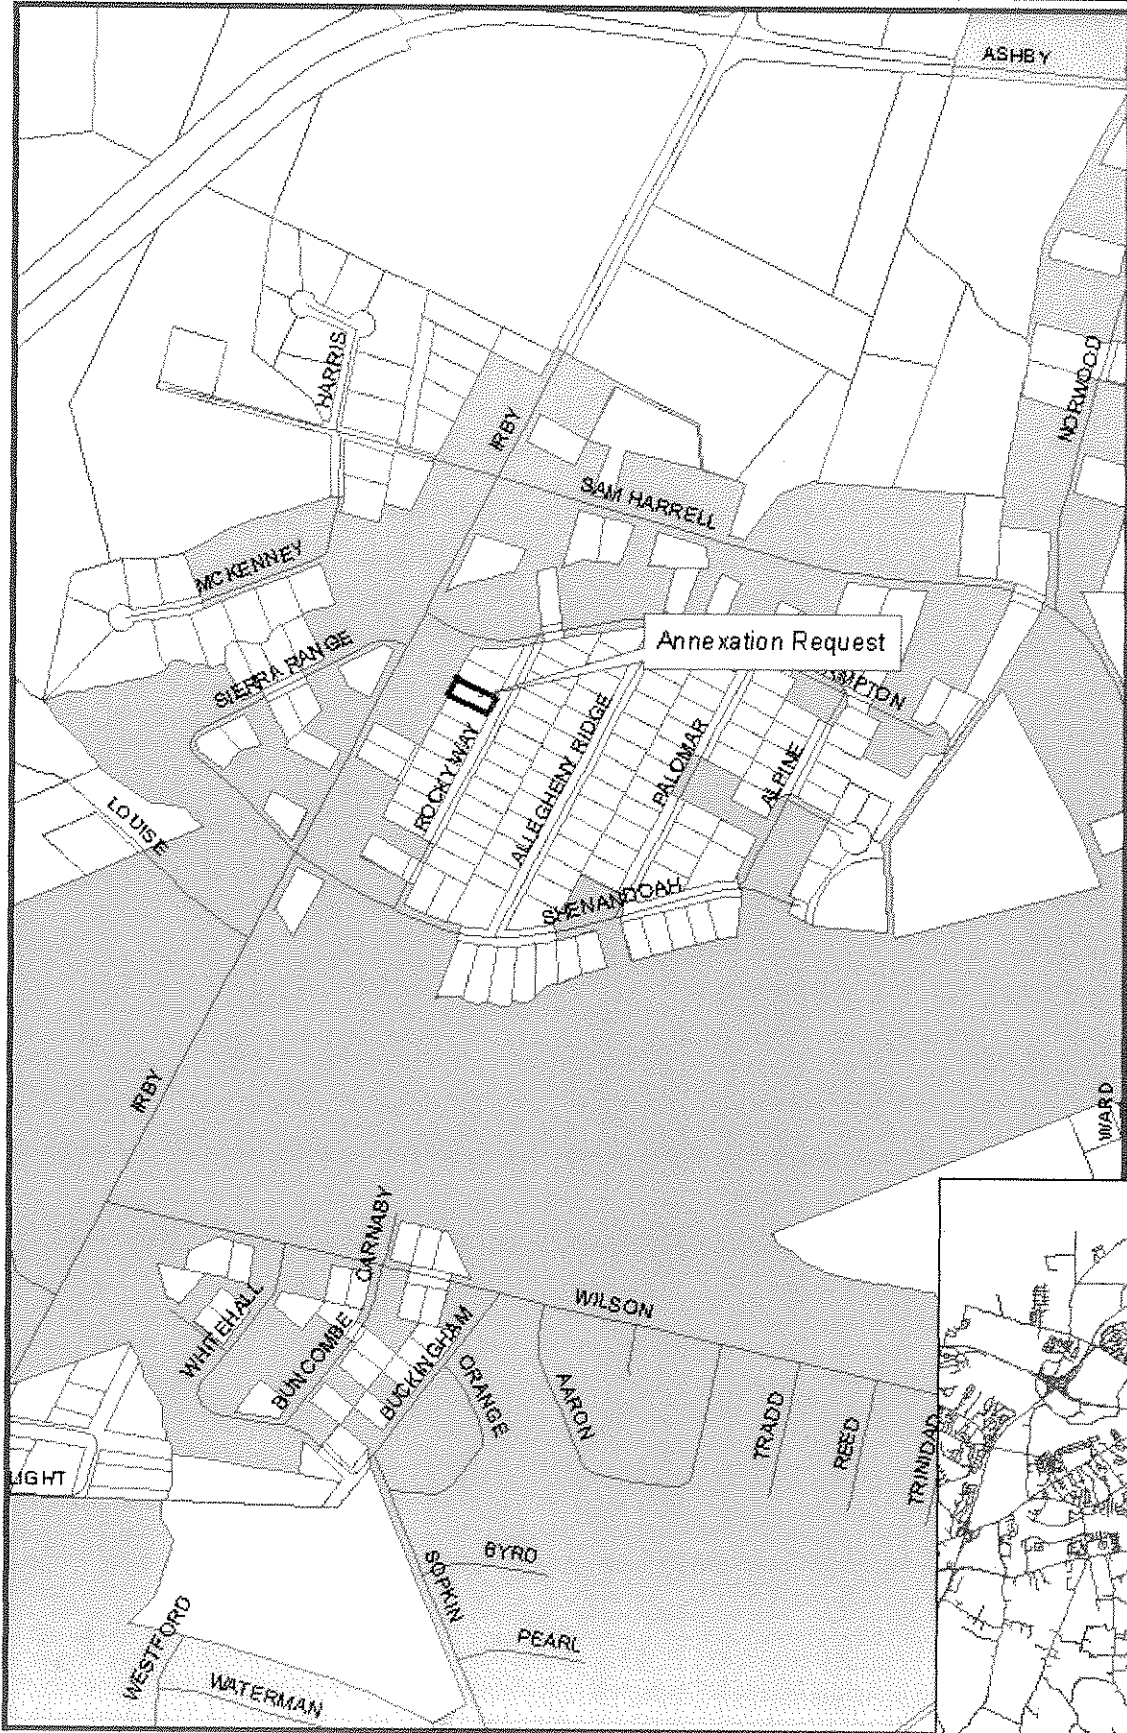 ASHBY
HARRIS
NORWOOD
IRBY
SAM HARRELL
MCKENNEY
Annexation Request
SIERRA RANGE
ROCKY WAY
ALLEGHENY RIDGE
PALOMAR
ALPINE
LOUISE
SHENANDOAH
IRBY
WARD
CARNABY
WILSON
WHITEHALL
BUNCOMBE
BUCKINGHAM
ORANGE
AARON
TRADD
REED
TRINIDAD
LIGHT
SOPKIN
BYRD
PEARL
WESTFORD
WATERMAN